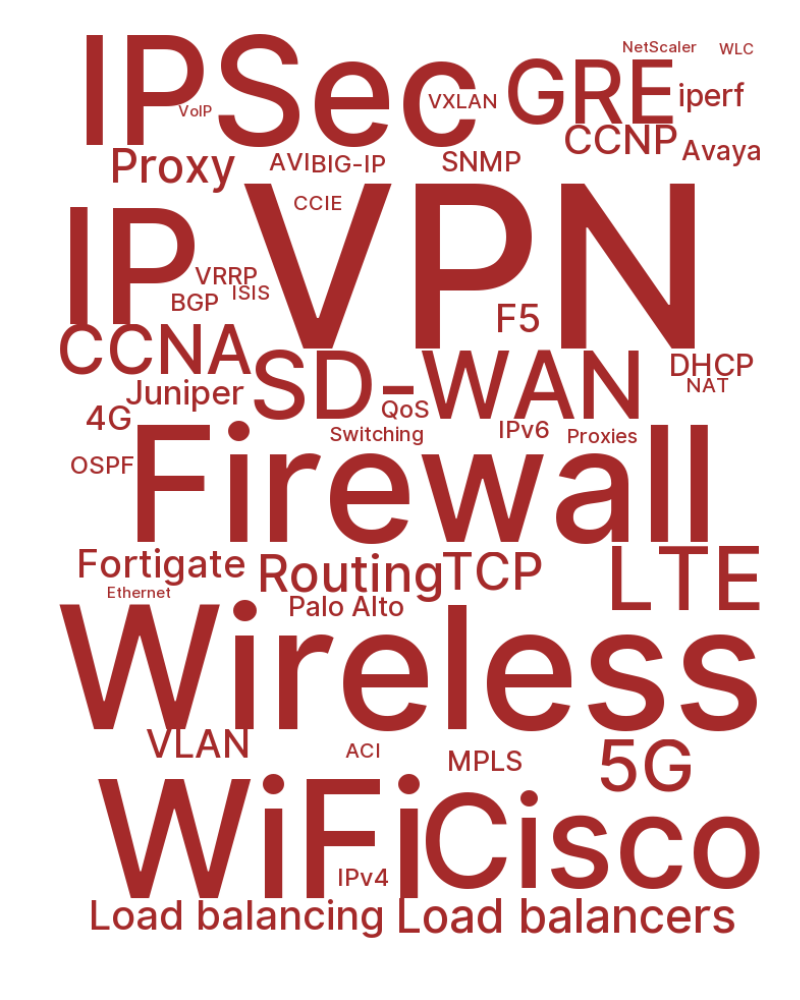 NetScaler WLC
IPSec GRE
VoIP VXLAN iperf
CCNP Avaya
Proxy AVI BIG-IP SNMP
CCIE
IP VPN
VRRP
BGP ISIS
F5
CCNA SD-WAN DHCP
NAT
Juniper
4G QoS
Switching IPv6 Proxies
OSPF Firewall
Fortigate Routing TCP LTE
Ethernet
Palo Alto
Wireless
VLAN ACI MPLS 5G
WiFi Cisco
IPv4
Load balancing Load balancers